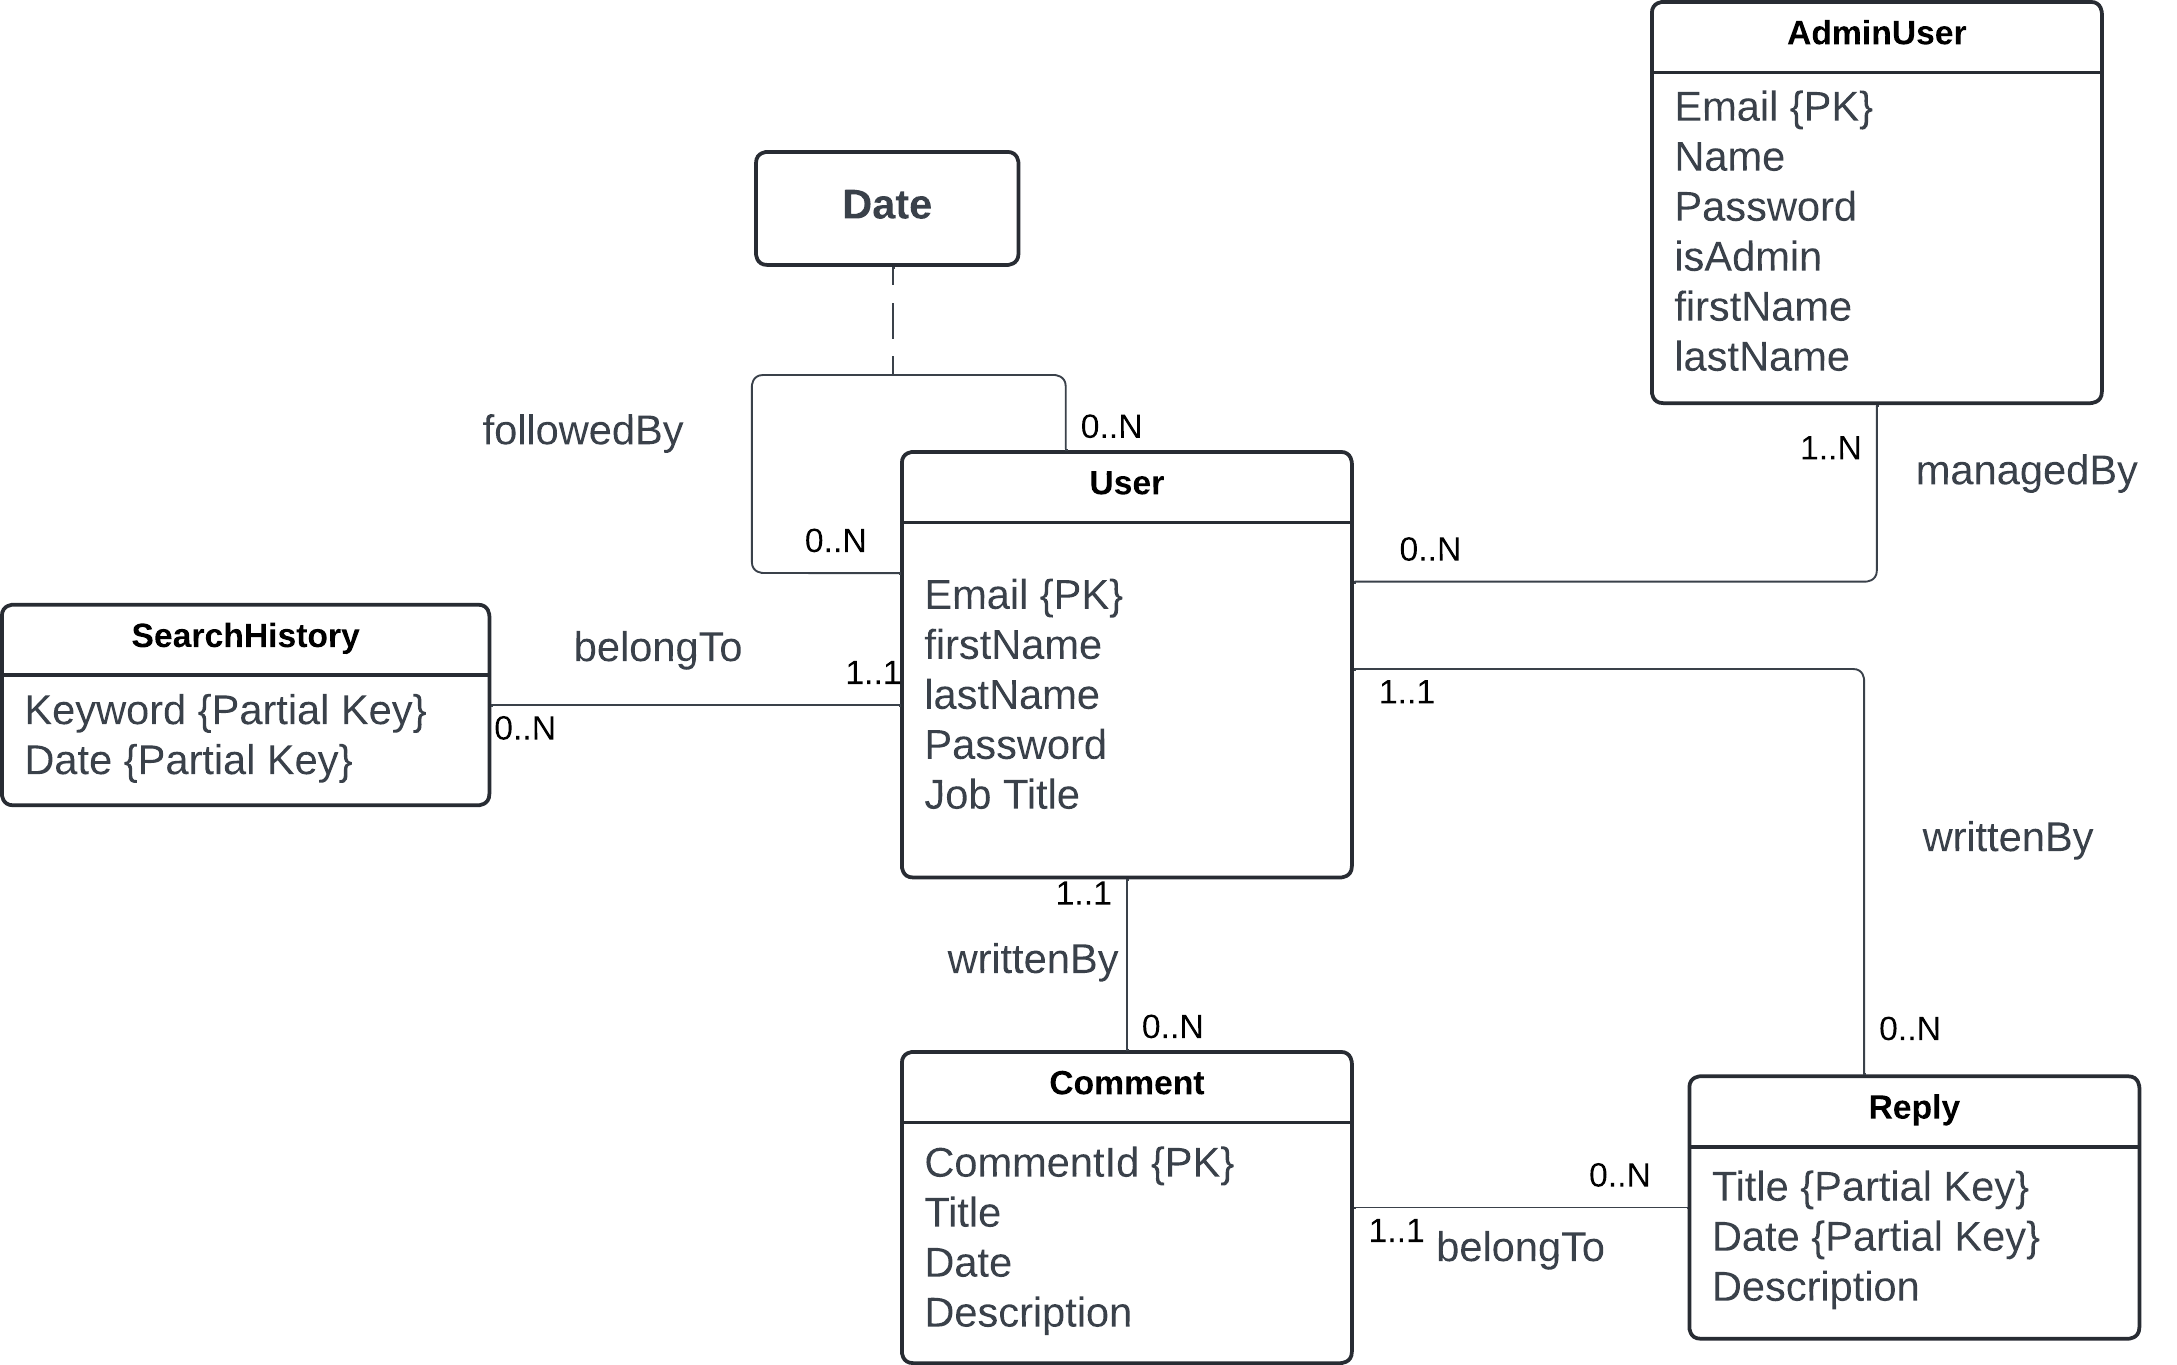 AdminUser
Email {PK}
Name
Password
isAdmin
firstName
lastName
Date
followedBy
0..N
0..N
1..N
managedBy
0..N
User
Email {PK}
firstName
lastName
Password
Job Title
SearchHistory
Keyword {Partial Key}
Date {Partial Key}
belongTo
1..1
0..N
1..1
writtenBy
1..1
writtenBy
0..N
0..N
Comment
CommentId {PK}
Title
Date
Description
0..N
1..1
belongTo
Reply
Title {Partial Key}
Date {Partial Key}
Description